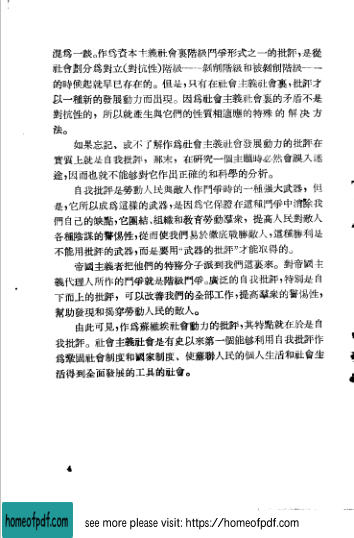 混爲一談。作爲資本主義社會裏階級鬥爭形式之一的批評，是從
社會劃分爲對立(對抗性)階級——剝削階級和被剝削階級——
的時候起就早已存在的。但是，只有在社會主義社會裏，批評才
以一種新的發展動力而出現。因爲社會主義社會裏的矛盾不是
對抗性的，所以就產生與它們的性質相適應的特殊的解決方
法。
如果忘記、或不了解作爲社會主義社會發展動力的批評在
實質上就是自我批評，那末，在研究一個主題時必然會誤入迷
途，因而也就不能够對它作出正確的和科學的分析。
自我批評是勞動人民與敵人作鬥爭時的一種強大武器，但
是，它所以成爲這樣的武器，是因爲它保證在這種鬥爭中消除我
們自己的缺點，它團結、組織和教育勞動羣衆，提高人民對敵人
各種陰謀的警惕性，從而使我們易於徹底戰勝敵人，這種勝利是
不能用批評的武器，而是要用“武器的批評”才能取得的。
帝國主義者把他們的特務分子派到我們這裏來。對帝國主
義代理人所作的鬥爭就是階級鬥爭。廣泛的自我批評，特別是自
下而上的批評，可以改善我們的全部工作，提高羣衆的警惕性，
幫助發現和揭穿勞動人民的敵人。
由此可見，作爲蘇維埃社會動力的批評，其特點就在於是自
我批評。社會主義社會是有史以來第一個能够利用自我批評作
爲鞏固社會制度和國家制度、使蘇聯人民的個人生活和社會生
活得到全面發展的工具的社會。
4
homeofpdf.com
see more please visit: https://homeofpdf.com